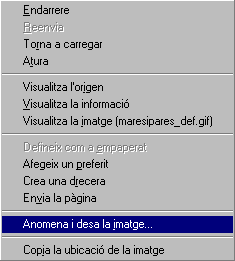 Endarrere
Reenvia
Torna a carregar
Atura
Visualitza l'origen
Visualitza la informació
Visualitza la imatge (maresipares_def.gif)
Defineix com a empaperat
Afegeix un preferit
Crea una drecera
Envia la pàgina
Anomena i desa la imatge...
Copia la ubicació de la imatge